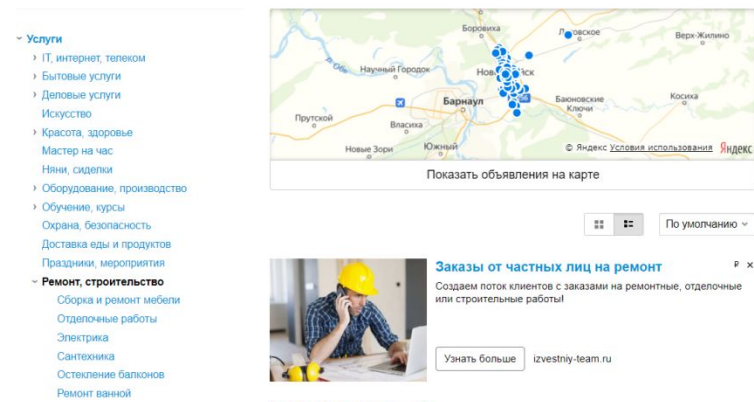 Услуги
IT, интернет, телеком
Бытовые услуги
Деловые услуги
Искусство
Красота, здоровье
Мастер на час
Няни, сиделки
Оборудование, производство
Обучение, курсы
Охрана, безопасность
Доставка еды и продуктов
Праздники, мероприятия
Ремонт, строительство
Сборка и ремонт мебели
Отделочные работы
Электрика
Сантехника
Остекление балконов
Ремонт ванной
Боровиха
Верх-Жилино
р. Обь
Научный Городок
Барнаул
Баюновские
Ключи
Косиха
Прутской
Власиха
Новые Зори
Южный
© Яндекс Условия использования Яндекс
Показать объявления на карте
По умолчанию
Заказы от частных лиц на ремонт
Создаем поток клиентов с заказами на ремонтные, отделочные
или строительные работы!
Узнать больше
izvestniy-team.ru